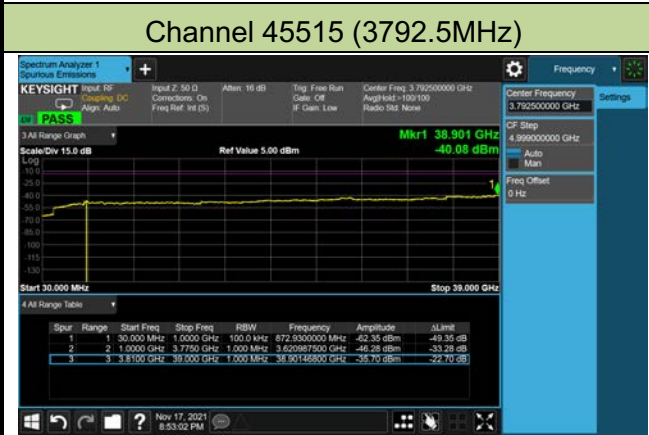 Channel 45515 (3792.5MHz)
Spectrum Analyzer 1
Spurious Emissions
+
Frequency
KEYSIGHT Input: RF Input Z: 50 Ω Atten: 16 dB Trig: Free Run Center Freq: 3.792500000 GHz
Coupling: DC Corrections: On Gate: Off Avg|Hold:>100/100
Align: Auto Freq Ref: Int (S) IF Gain: Low Radio Std: None
PASS
Center Frequency
3.792500000 GHz
Settings
CF Step
4.999000000 GHz
Auto
Man
Freq Offset
0 Hz
3 All Range Graph
Mkr1 38.901 GHz
Scale/Div 15.0 dB Ref Value 5.00 dBm -40.08 dBm
Log
-10.0
-25.0
1
-40.0
-55.0
-70.0
-85.0
-100
-115
-130
Start 30.000 MHz Stop 39.000 GHz
4 All Range Table
Spur Range Start Freq Stop Freq RBW Frequency Amplitude ΔLimit
1 1 30.000 MHz 1.0000 GHz 100.0 kHz 872.9300000 MHz -62.35 dBm -49.35 dB
2 2 1.0000 GHz 3.7750 GHz 1.000 MHz 3.620987500 GHz -46.28 dBm -33.28 dB
3 3 3.8100 GHz 39.000 GHz 1.000 MHz 38.90146800 GHz -35.70 dBm -22.70 dB
? Nov 17, 2021
8:53:02 PM